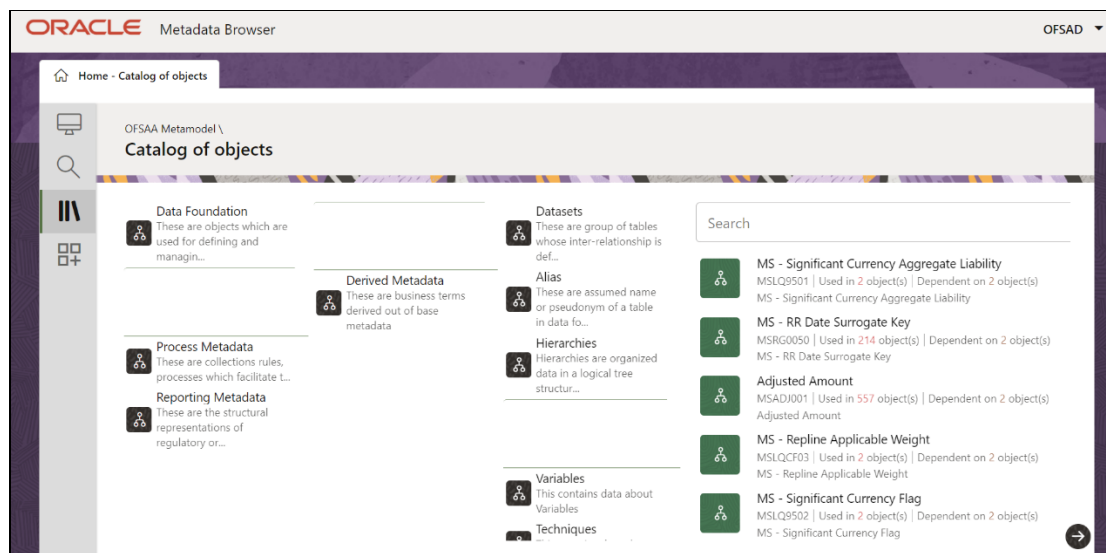 ORACLE Metadata Browser
OFSAD
Home - Catalog of objects
OFSAA Metamodel \
Catalog of objects
Data Foundation
These are objects which are
used for defining and
managin...
Process Metadata
These are collections rules,
processes which facilitate t...
Reporting Metadata
These are the structural
representations of
regulatory or...
Derived Metadata
These are business terms
derived out of base
metadata
Datasets
These are group of tables
whose inter-relationship is
def...
Alias
These are assumed name
or pseudonym of a table
in data fo...
Hierarchies
Hierarchies are organized
data in a logical tree
structur...
Variables
This contains data about
Variables
Techniques
Search
MS - Significant Currency Aggregate Liability
MSLQ9501 | Used in 2 object(s) | Dependent on 2 object(s)
MS - Significant Currency Aggregate Liability
MS - RR Date Surrogate Key
MSRG0050 | Used in 214 object(s) | Dependent on 2 object(s)
MS - RR Date Surrogate Key
Adjusted Amount
MSADJ001 | Used in 557 object(s) | Dependent on 2 object(s)
Adjusted Amount
MS - Repline Applicable Weight
MSLQCF03 | Used in 2 object(s) | Dependent on 2 object(s)
MS - Repline Applicable Weight
MS - Significant Currency Flag
MSLQ9502 | Used in 2 object(s) | Dependent on 2 object(s)
MS - Significant Currency Flag